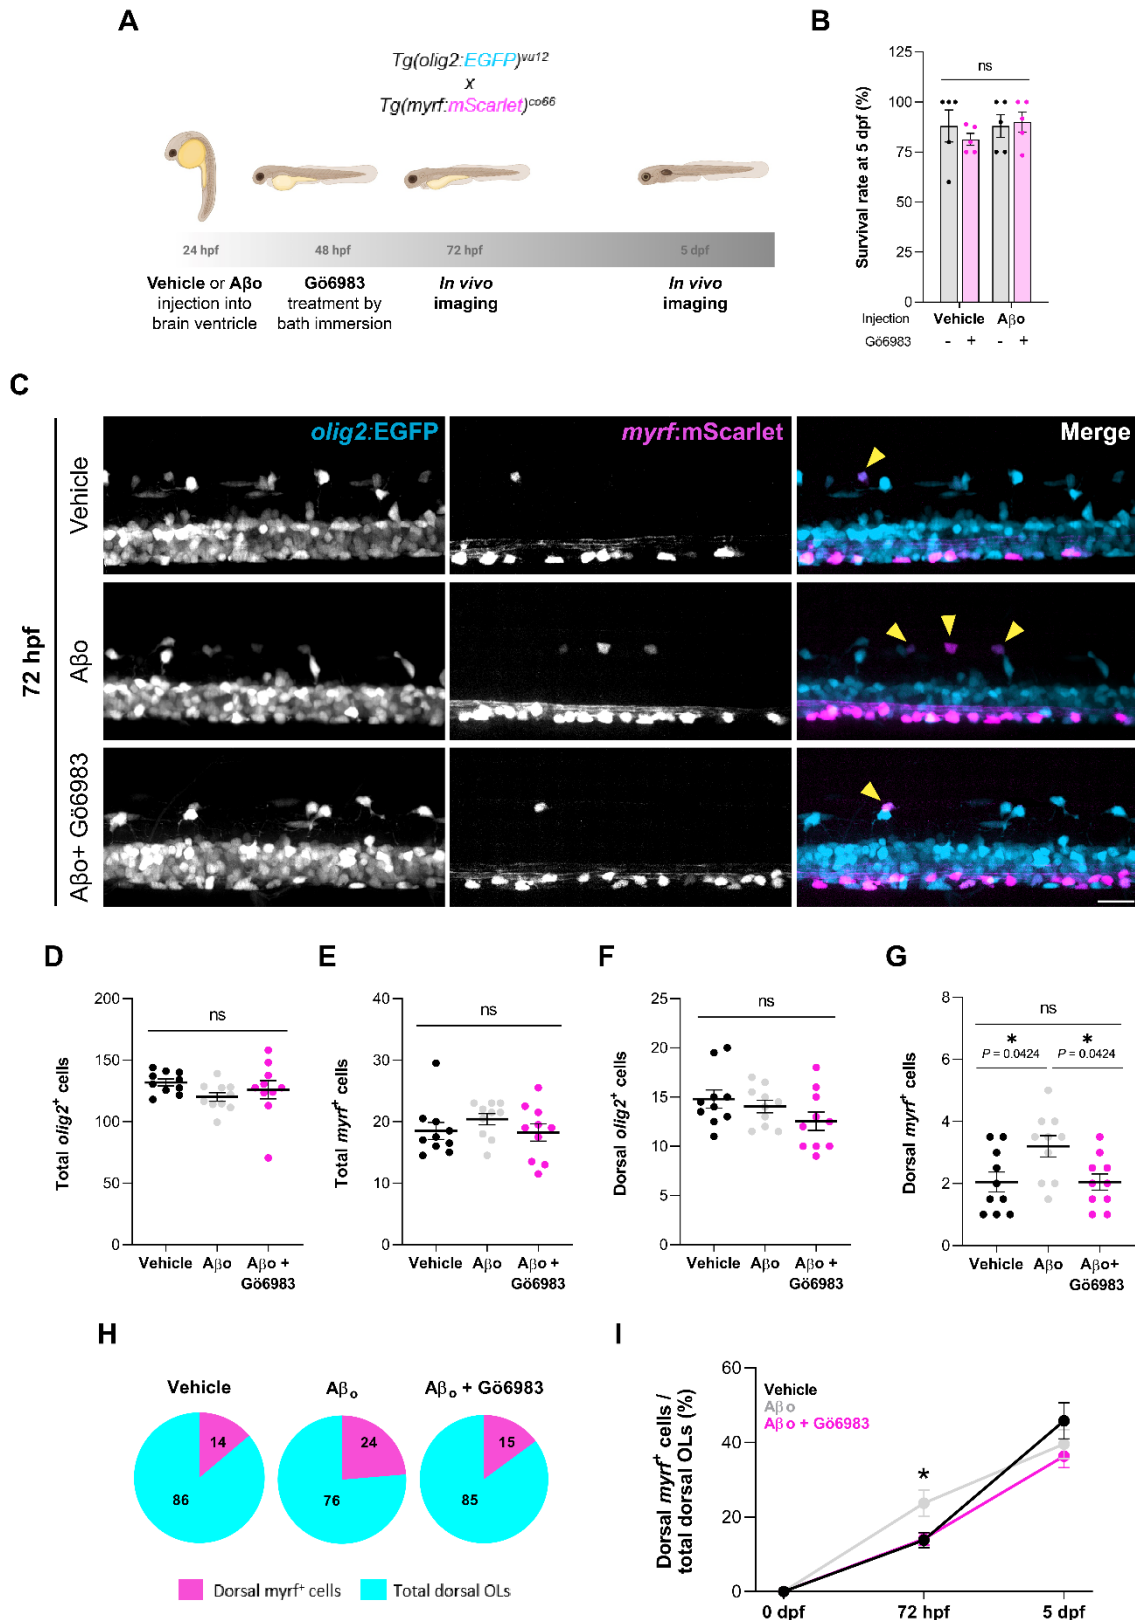 A
Tg(olig2:EGFP)vu12
x
Tg(myrf:mScarlet)co66
24 hpf
48 hpf
72 hpf
5 dpf
Vehicle or Aβo
injection into
brain ventricle
Gö6983
treatment by
bath immersion
In vivo
imaging
In vivo
imaging
B
Survival rate at 5 dpf (%)
125
100
75
50
25
0
ns
Injection Vehicle Aβo
Gö6983 - + - +
C
72 hpf
Vehicle
Aβo
Aβo+ Gö6983
olig2:EGFP
myrf:mScarlet
Merge
D
Total olig2+ cells
200
150
100
50
0
ns
Vehicle Aβo Aβo +
Gö6983
E
Total myrf+ cells
40
30
20
10
0
ns
Vehicle Aβo Aβo +
Gö6983
F
Dorsal olig2+ cells
25
20
15
10
5
0
ns
Vehicle Aβo Aβo +
Gö6983
G
Dorsal myrf+ cells
8
6
4
2
0
ns
* *
P = 0.0424 P = 0.0424
Vehicle Aβo Aβo+
Gö6983
H
Vehicle
14
86
Aβo
24
76
Aβo + Gö6983
15
85
Dorsal myrf+ cells
Total dorsal OLs
I
Dorsal myrf+ cells /
total dorsal OLs (%)
60
40
20
0
Vehicle
Aβo
Aβo + Gö6983
*
0 dpf 72 hpf 5 dpf